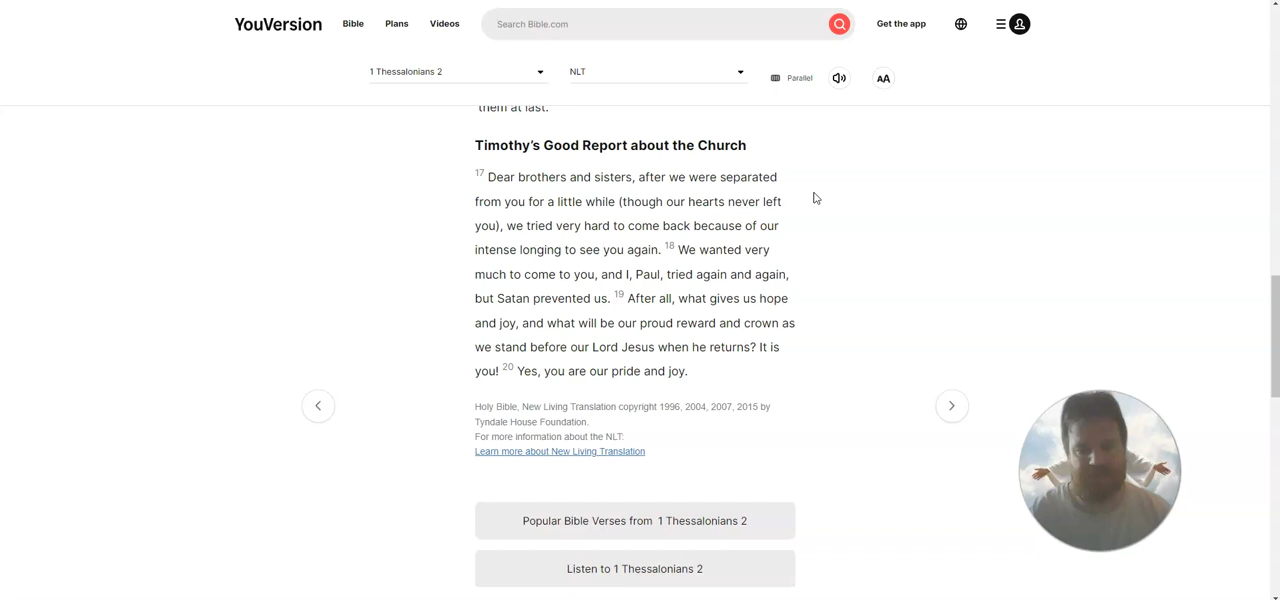 YouVersion Bible Plans Videos Search Bible.com Get the app
1 Thessalonians 2 NLT Parallel AA
them at last.
Timothy's Good Report about the Church
17 Dear brothers and sisters, after we were separated
from you for a little while (though our hearts never left
you), we tried very hard to come back because of our
intense longing to see you again. 18 We wanted very
much to come to you, and I, Paul, tried again and again,
but Satan prevented us. 19 After all, what gives us hope
and joy, and what will be our proud reward and crown as
we stand before our Lord Jesus when he returns? It is
you! 20 Yes, you are our pride and joy.
Holy Bible, New Living Translation copyright 1996, 2004, 2007, 2015 by
Tyndale House Foundation.
For more information about the NLT:
Learn more about New Living Translation
Popular Bible Verses from 1 Thessalonians 2
Listen to 1 Thessalonians 2